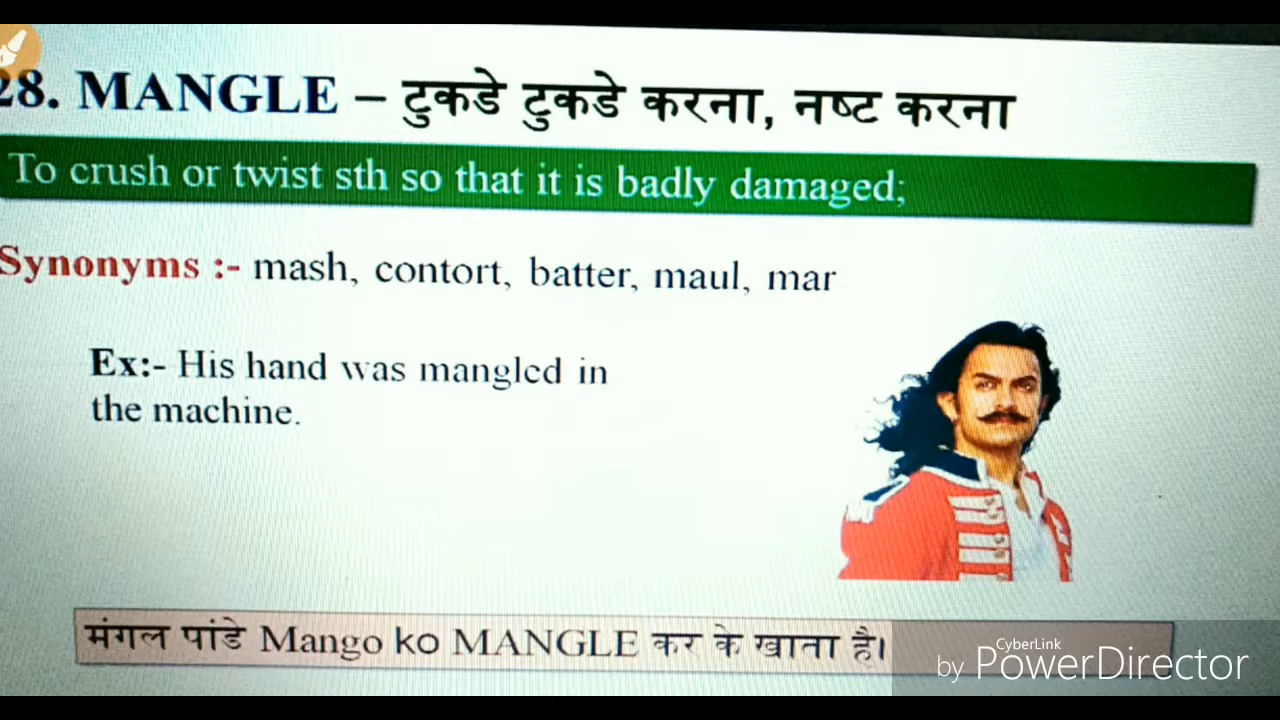 28. MANGLE – टुकडे टुकडे करना, नष्ट करना
To crush or twist sth so that it is badly damaged;
Synonyms :- mash, contort, batter, maul, mar
Ex:- His hand was mangled in
the machine.
मंगल पांडे Mango ko MANGLE कर के खाता है।
CyberLink
by PowerDirector